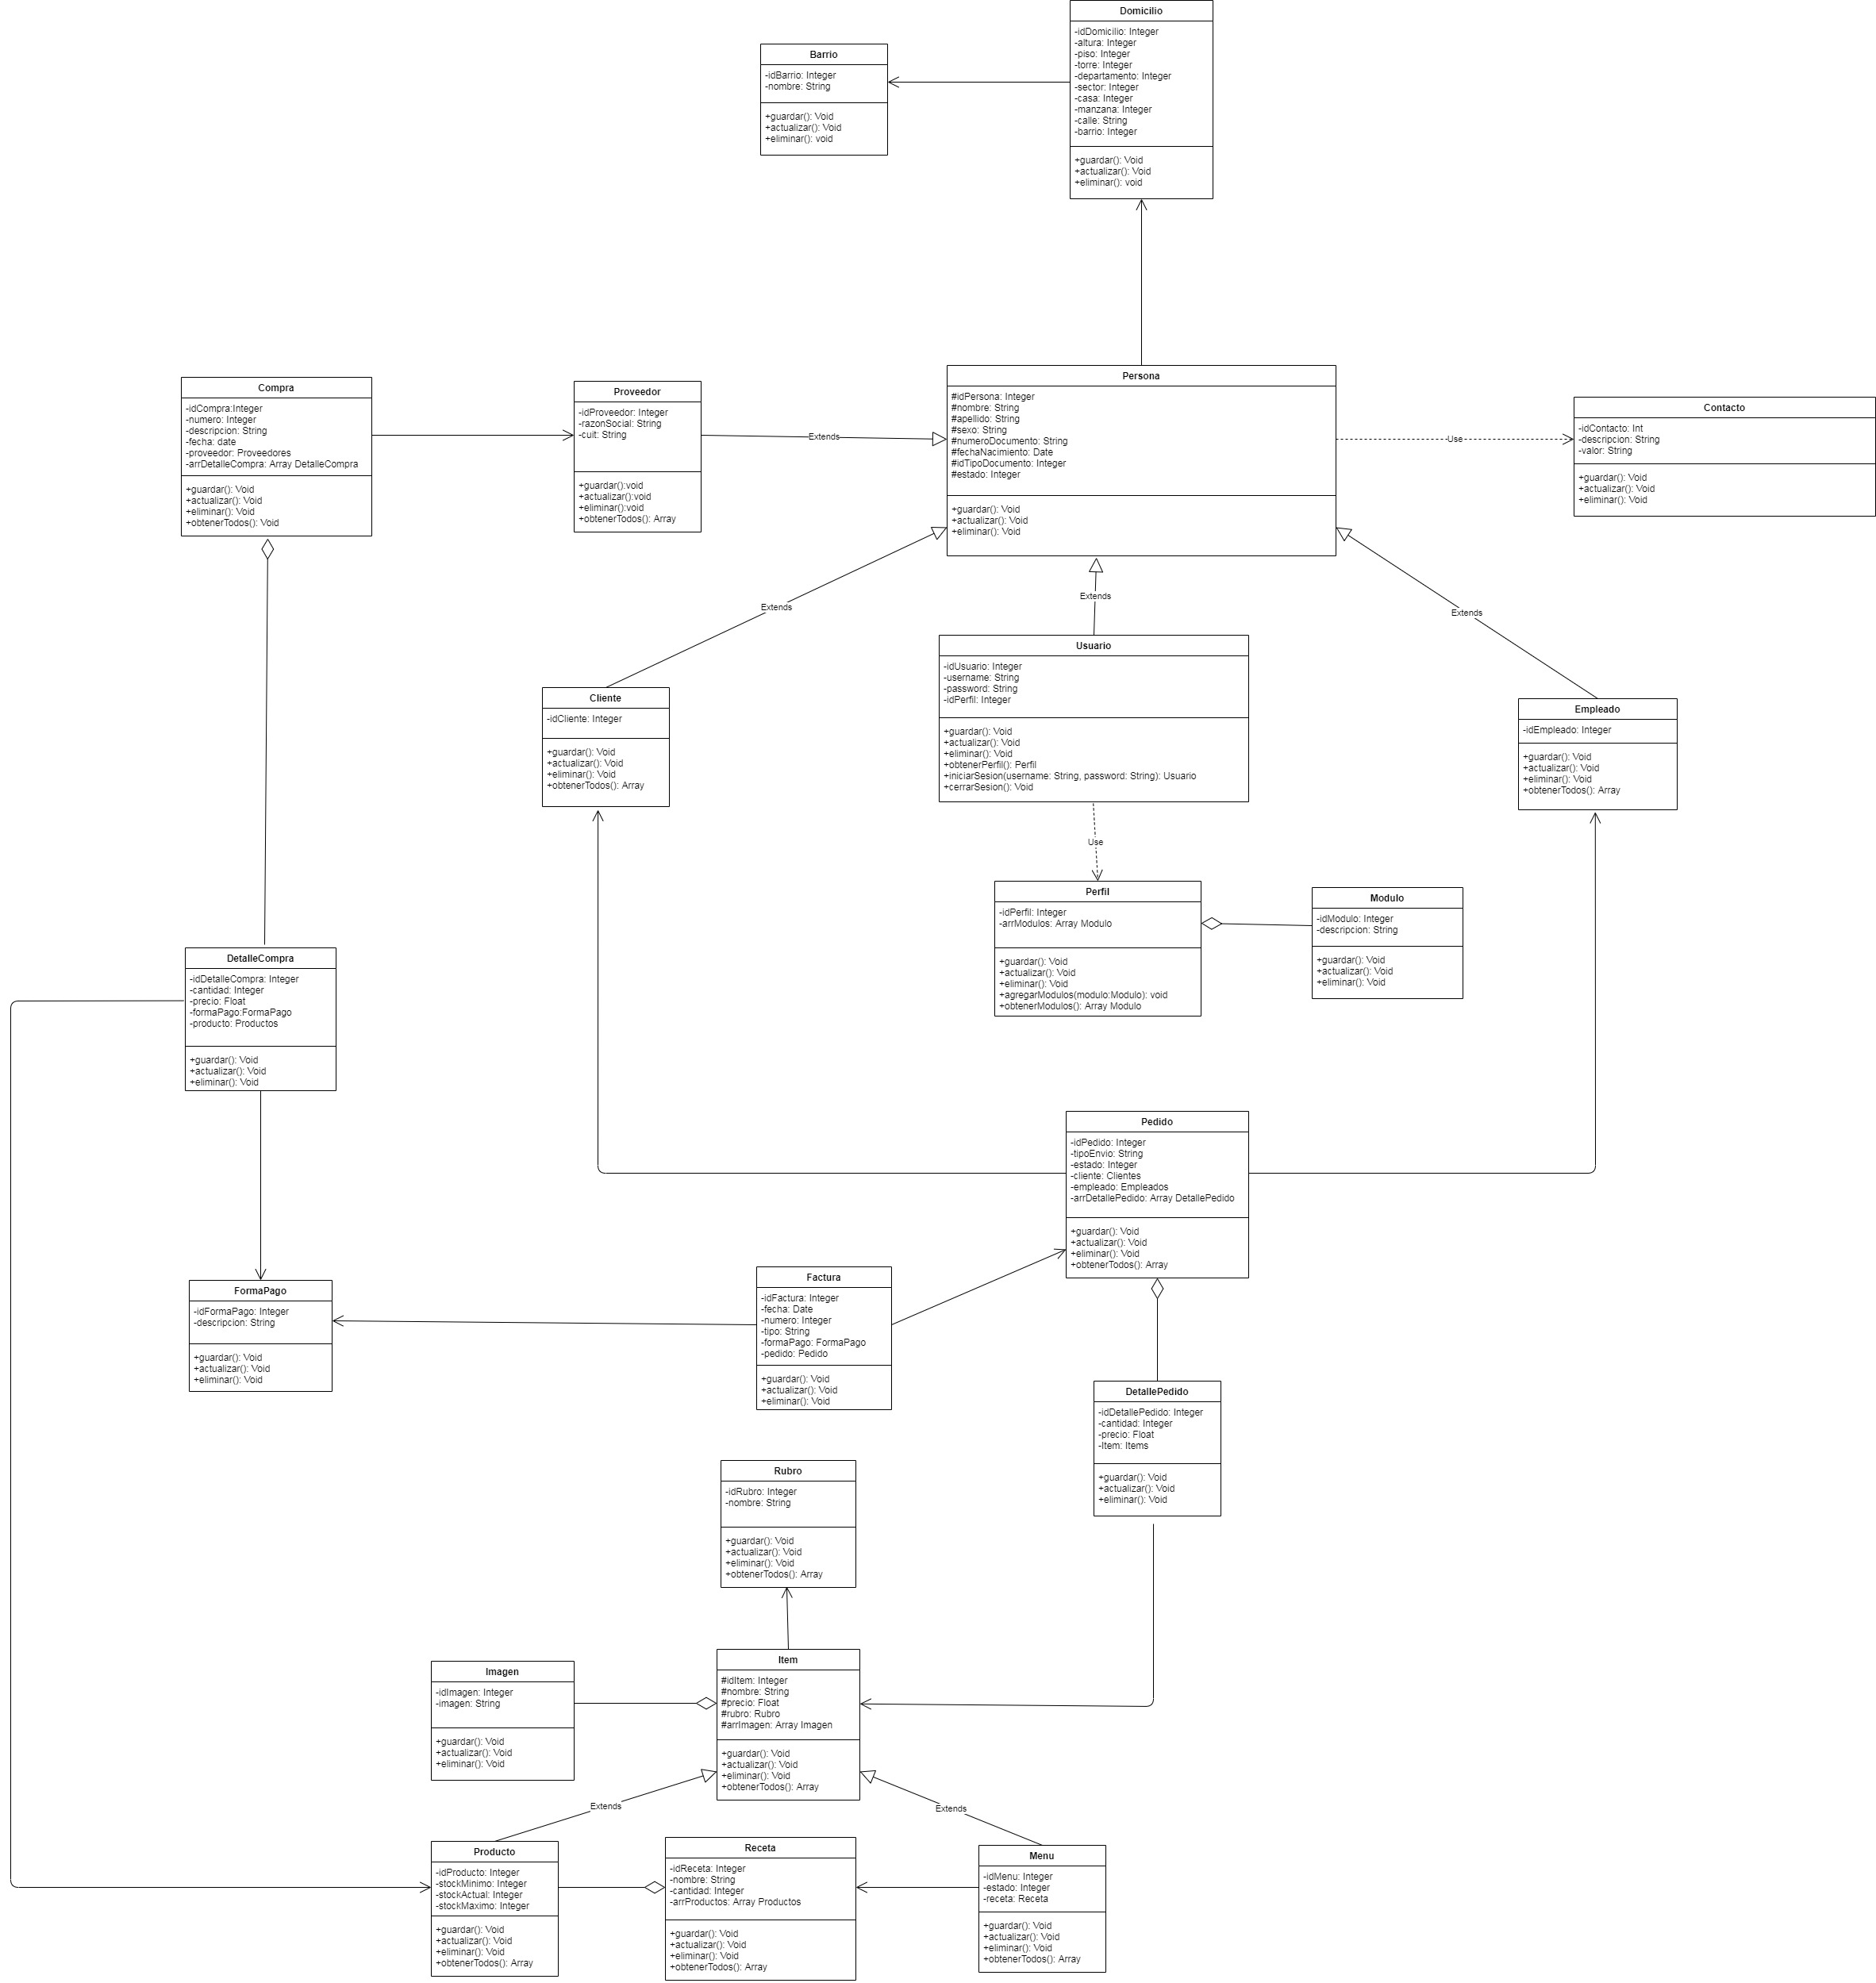 Domicilio
-idDomicilio: Integer
-altura: Integer
-piso: Integer
-torre: Integer
-departamento: Integer
-sector: Integer
-casa: Integer
-manzana: Integer
-calle: String
-barrio: Integer
+guardar(): Void
+actualizar(): Void
+eliminar(): void
Barrio
-idBarrio: Integer
-nombre: String
+guardar(): Void
+actualizar(): Void
+eliminar(): void
Compra
-idCompra:Integer
-numero: Integer
-descripcion: String
-fecha: date
-proveedor: Proveedores
-arrDetalleCompra: Array DetalleCompra
+guardar(): Void
+actualizar(): Void
+eliminar(): Void
+obtenerTodos(): Void
Proveedor
-idProveedor: Integer
-razonSocial: String
-cuit: String
+guardar():void
+actualizar():void
+eliminar():void
+obtenerTodos(): Array
Extends
Persona
#idPersona: Integer
#nombre: String
#apellido: String
#sexo: String
#numeroDocumento: String
#fechaNacimiento: Date
#idTipoDocumento: Integer
#estado: Integer
+guardar(): Void
+actualizar(): Void
+eliminar(): Void
Use
Contacto
-idContacto: Int
-descripcion: String
-valor: String
+guardar(): Void
+actualizar(): Void
+eliminar(): Void
Extends
Extends
Extends
Cliente
-idCliente: Integer
+guardar(): Void
+actualizar(): Void
+eliminar(): Void
+obtenerTodos(): Array
Usuario
-idUsuario: Integer
-username: String
-password: String
-idPerfil: Integer
+guardar(): Void
+actualizar(): Void
+eliminar(): Void
+obtenerPerfil(): Perfil
+iniciarSesion(username: String, password: String): Usuario
+cerrarSesion(): Void
Empleado
-idEmpleado: Integer
+guardar(): Void
+actualizar(): Void
+eliminar(): Void
+obtenerTodos(): Array
Use
Perfil
-idPerfil: Integer
-arrModulos: Array Modulo
+guardar(): Void
+actualizar(): Void
+eliminar(): Void
+agregarModulos(modulo:Modulo): void
+obtenerModulos(): Array Modulo
Modulo
-idModulo: Integer
-descripcion: String
+guardar(): Void
+actualizar(): Void
+eliminar(): Void
DetalleCompra
-idDetalleCompra: Integer
-cantidad: Integer
-precio: Float
-formaPago:FormaPago
-producto: Productos
+guardar(): Void
+actualizar(): Void
+eliminar(): Void
Pedido
-idPedido: Integer
-tipoEnvio: String
-estado: Integer
-cliente: Clientes
-empleado: Empleados
-arrDetallePedido: Array DetallePedido
+guardar(): Void
+actualizar(): Void
+eliminar(): Void
+obtenerTodos(): Array
FormaPago
-idFormaPago: Integer
-descripcion: String
+guardar(): Void
+actualizar(): Void
+eliminar(): Void
Factura
-idFactura: Integer
-fecha: Date
-numero: Integer
-tipo: String
-formaPago: FormaPago
-pedido: Pedido
+guardar(): Void
+actualizar(): Void
+eliminar(): Void
DetallePedido
-idDetallePedido: Integer
-cantidad: Integer
-precio: Float
-Item: Items
+guardar(): Void
+actualizar(): Void
+eliminar(): Void
Rubro
-idRubro: Integer
-nombre: String
+guardar(): Void
+actualizar(): Void
+eliminar(): Void
+obtenerTodos(): Array
Imagen
-idImagen: Integer
-imagen: String
+guardar(): Void
+actualizar(): Void
+eliminar(): Void
Item
#idItem: Integer
#nombre: String
#precio: Float
#rubro: Rubro
#arrImagen: Array Imagen
+guardar(): Void
+actualizar(): Void
+eliminar(): Void
+obtenerTodos(): Array
Extends
Extends
Producto
-idProducto: Integer
-stockMinimo: Integer
-stockActual: Integer
-stockMaximo: Integer
+guardar(): Void
+actualizar(): Void
+eliminar(): Void
+obtenerTodos(): Array
Receta
-idReceta: Integer
-nombre: String
-cantidad: Integer
-arrProductos: Array Productos
+guardar(): Void
+actualizar(): Void
+eliminar(): Void
+obtenerTodos(): Array
Menu
-idMenu: Integer
-estado: Integer
-receta: Receta
+guardar(): Void
+actualizar(): Void
+eliminar(): Void
+obtenerTodos(): Array